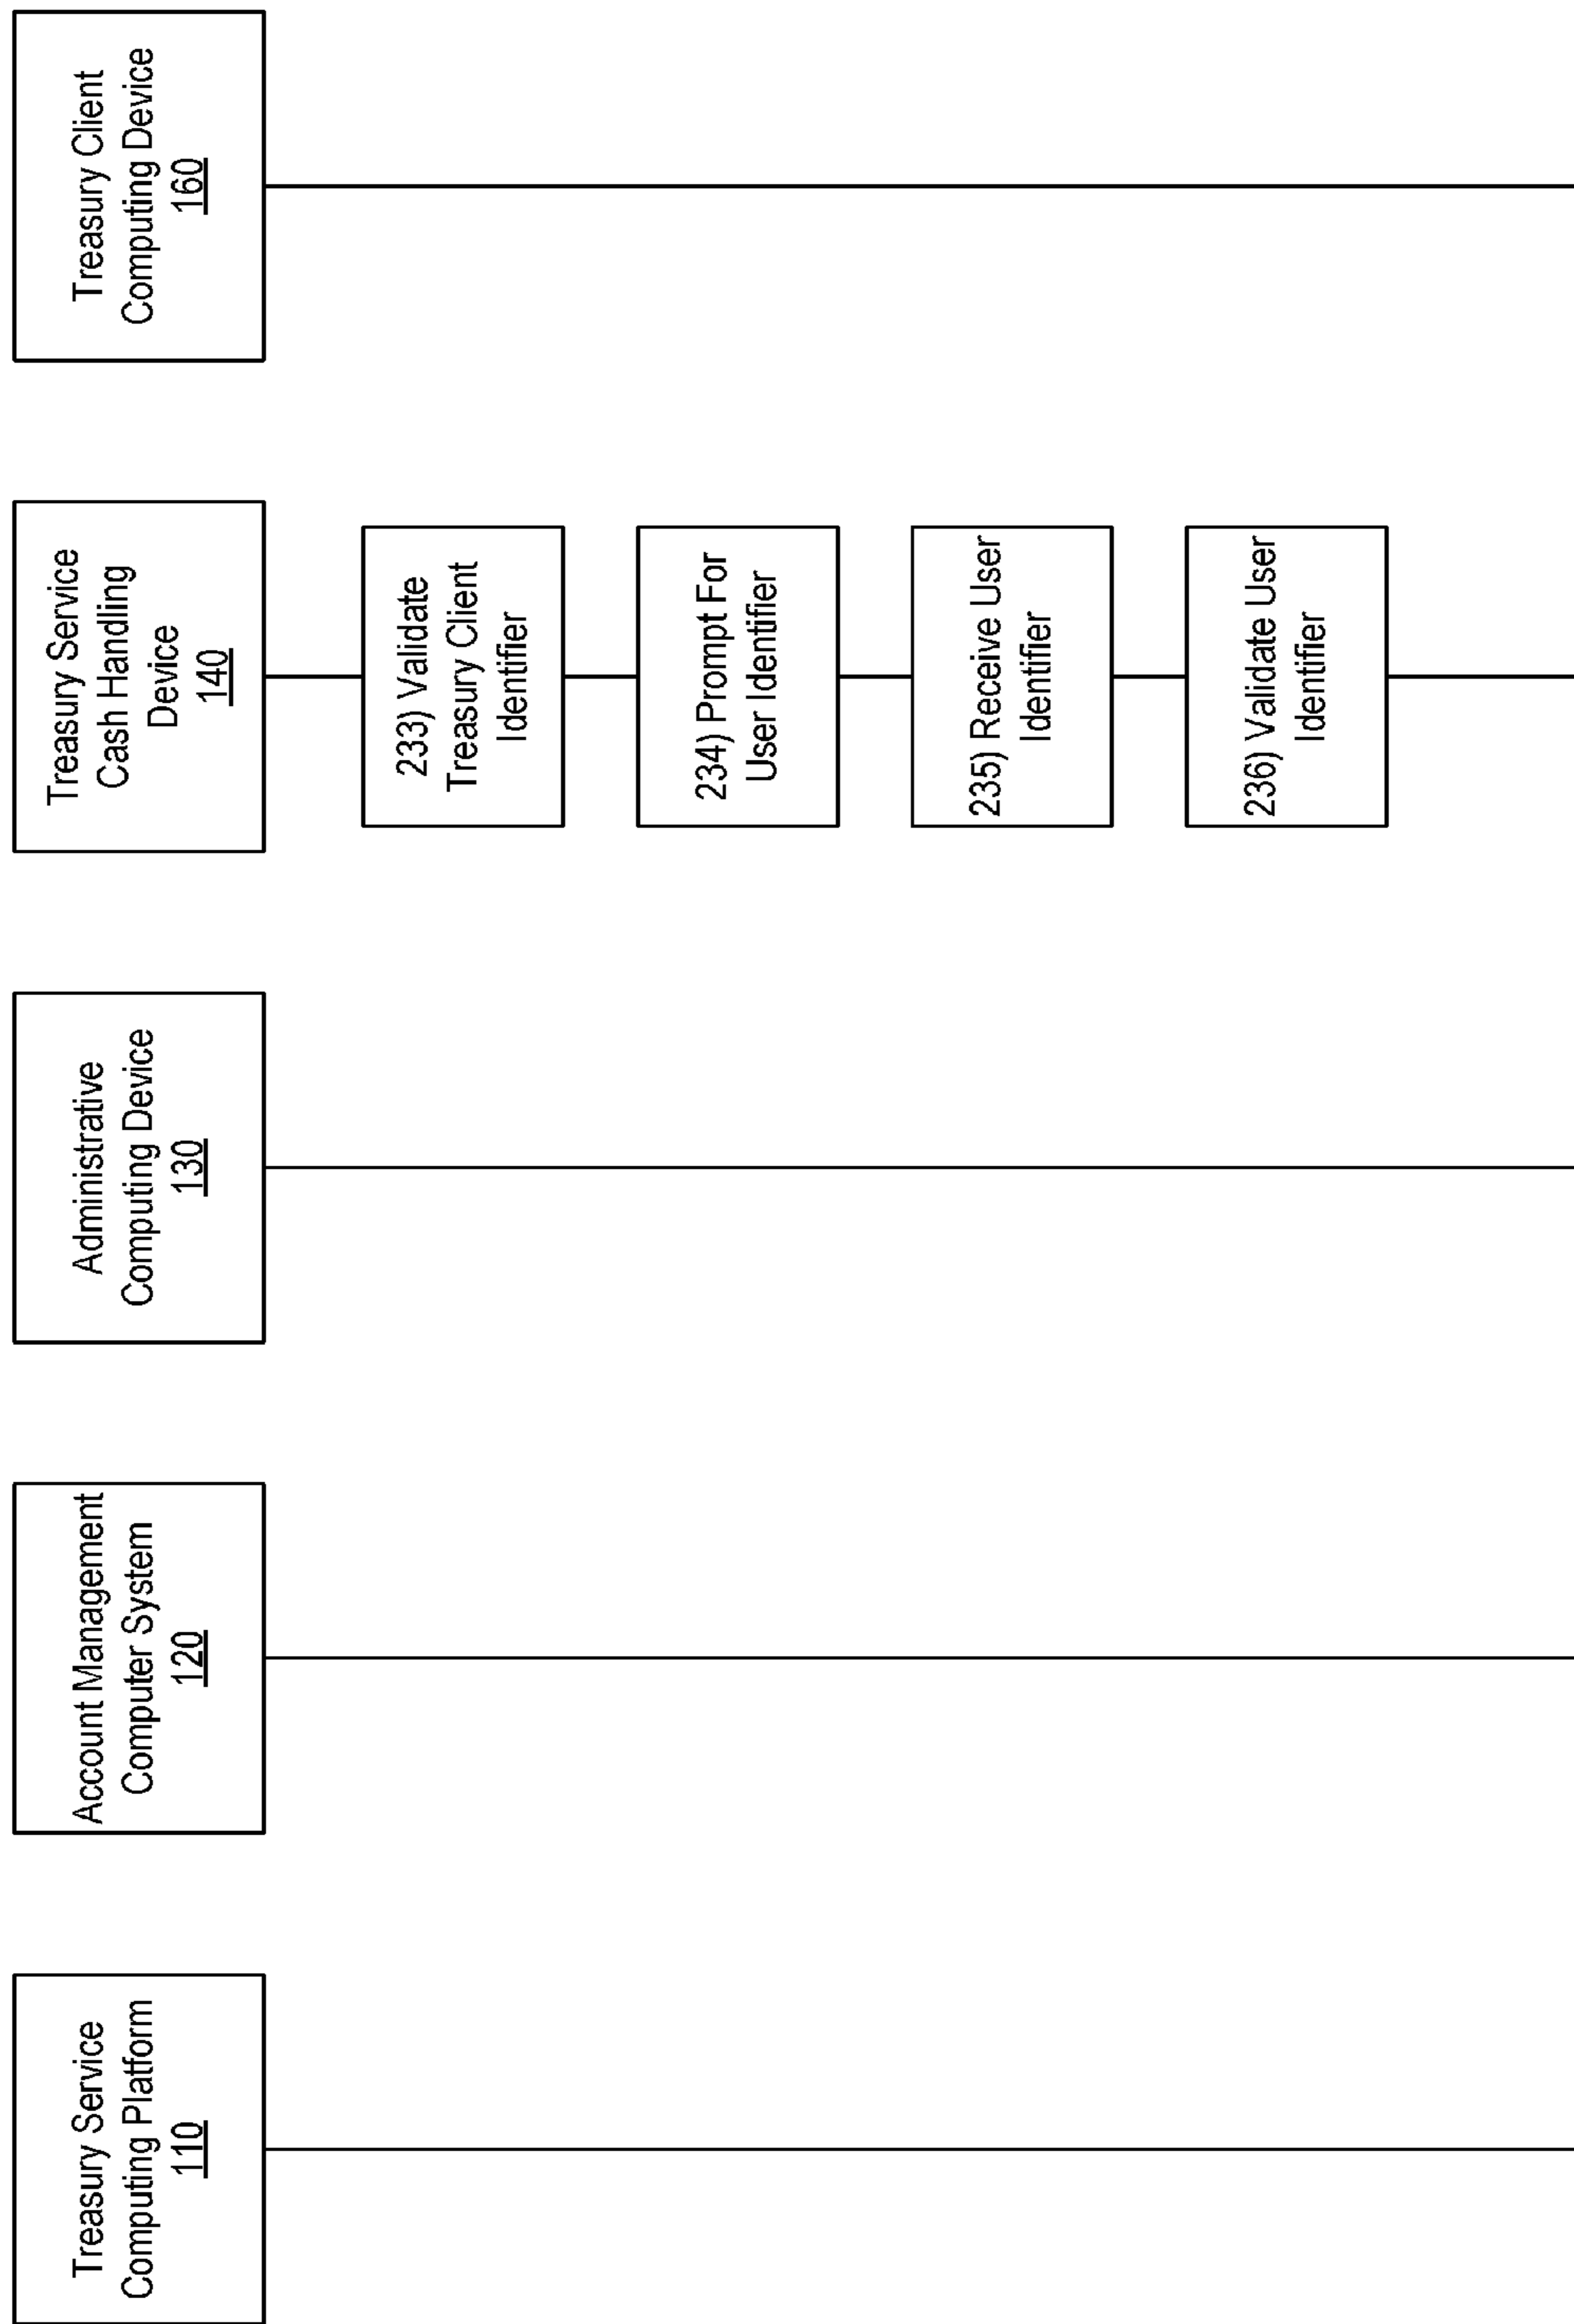 Treasury Service
Computing Platform
110
Account Management
Computer System
120
Administrative
Computing Device
130
Treasury Service
Cash Handling
Device
140
Treasury Client
Computing Device
160
233) Validate
Treasury Client
Identifier
234) Prompt For
User Identifier
235) Receive User
Identifier
236) Validate User
Identifier